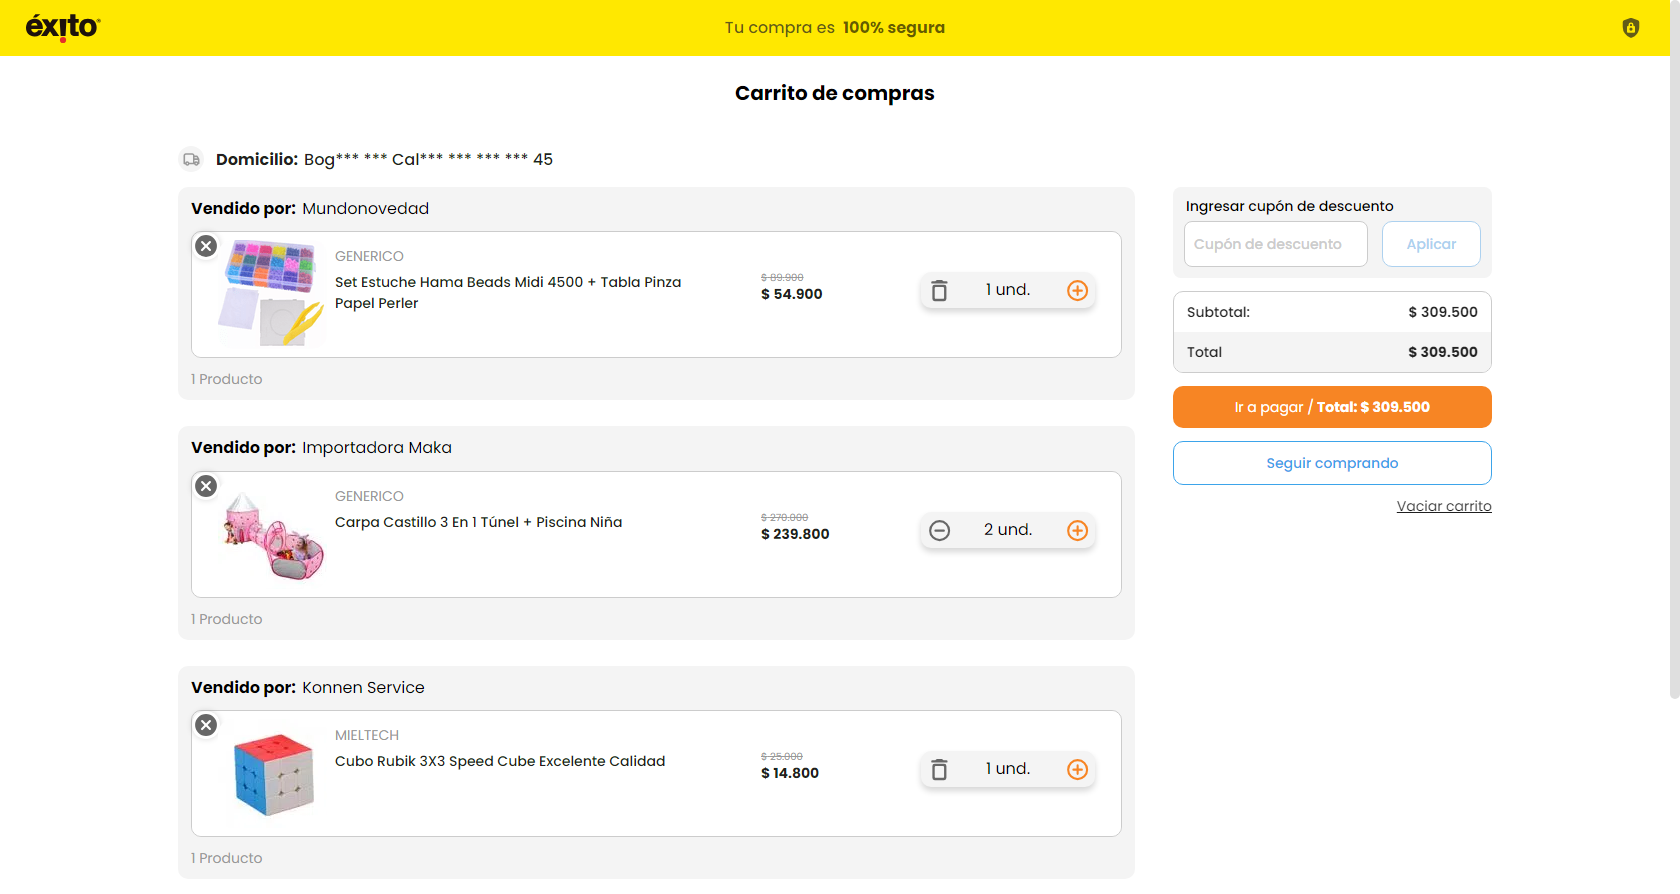 éxito
Tu compra es 100% segura
Carrito de compras
Domicilio: Bog*** *** Cal*** *** *** *** 45
Vendido por: Mundonovedad
GENERICO
Set Estuche Hama Beads Midi 4500 + Tabla Pinza
Papel Perler
$ 89.900
$ 54.900
1 und.
1 Producto
Vendido por: Importadora Maka
GENERICO
Carpa Castillo 3 En 1 Túnel + Piscina Niña
$ 270.000
$ 239.800
2 und.
1 Producto
Vendido por: Konnen Service
MIELTECH
Cubo Rubik 3X3 Speed Cube Excelente Calidad
$ 25.000
$ 14.800
1 und.
1 Producto
Ingresar cupón de descuento
Cupón de descuento
Aplicar
Subtotal: $ 309.500
Total $ 309.500
Ir a pagar / Total: $ 309.500
Seguir comprando
Vaciar carrito